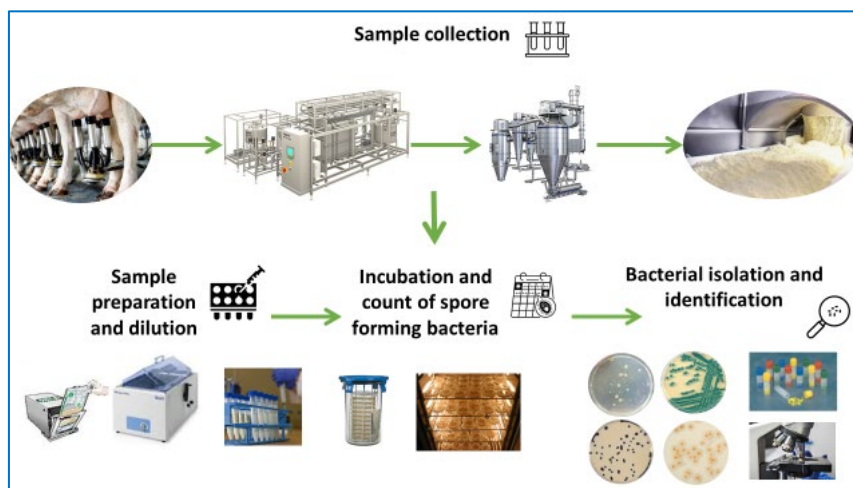 Sample collection
Sample
preparation
and dilution
Incubation and
count of spore
forming bacteria
Bacterial isolation and
identification